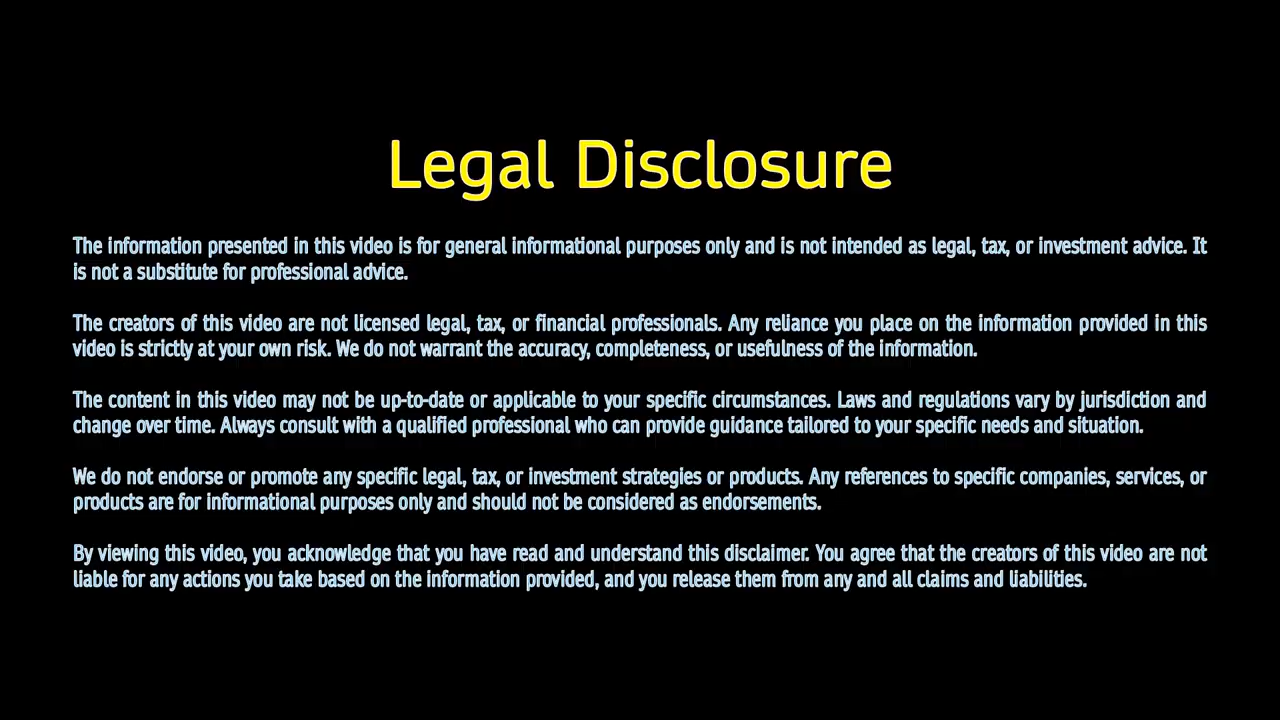 Legal Disclosure
The information presented in this video is for general informational purposes only and is not intended as legal, tax, or investment advice. It
is not a substitute for professional advice.
The creators of this video are not licensed legal, tax, or financial professionals. Any reliance you place on the information provided in this
video is strictly at your own risk. We do not warrant the accuracy, completeness, or usefulness of the information.
The content in this video may not be up-to-date or applicable to your specific circumstances. Laws and regulations vary by jurisdiction and
change over time. Always consult with a qualified professional who can provide guidance tailored to your specific needs and situation.
We do not endorse or promote any specific legal, tax, or investment strategies or products. Any references to specific companies, services, or
products are for informational purposes only and should not be considered as endorsements.
By viewing this video, you acknowledge that you have read and understand this disclaimer. You agree that the creators of this video are not
liable for any actions you take based on the information provided, and you release them from any and all claims and liabilities.